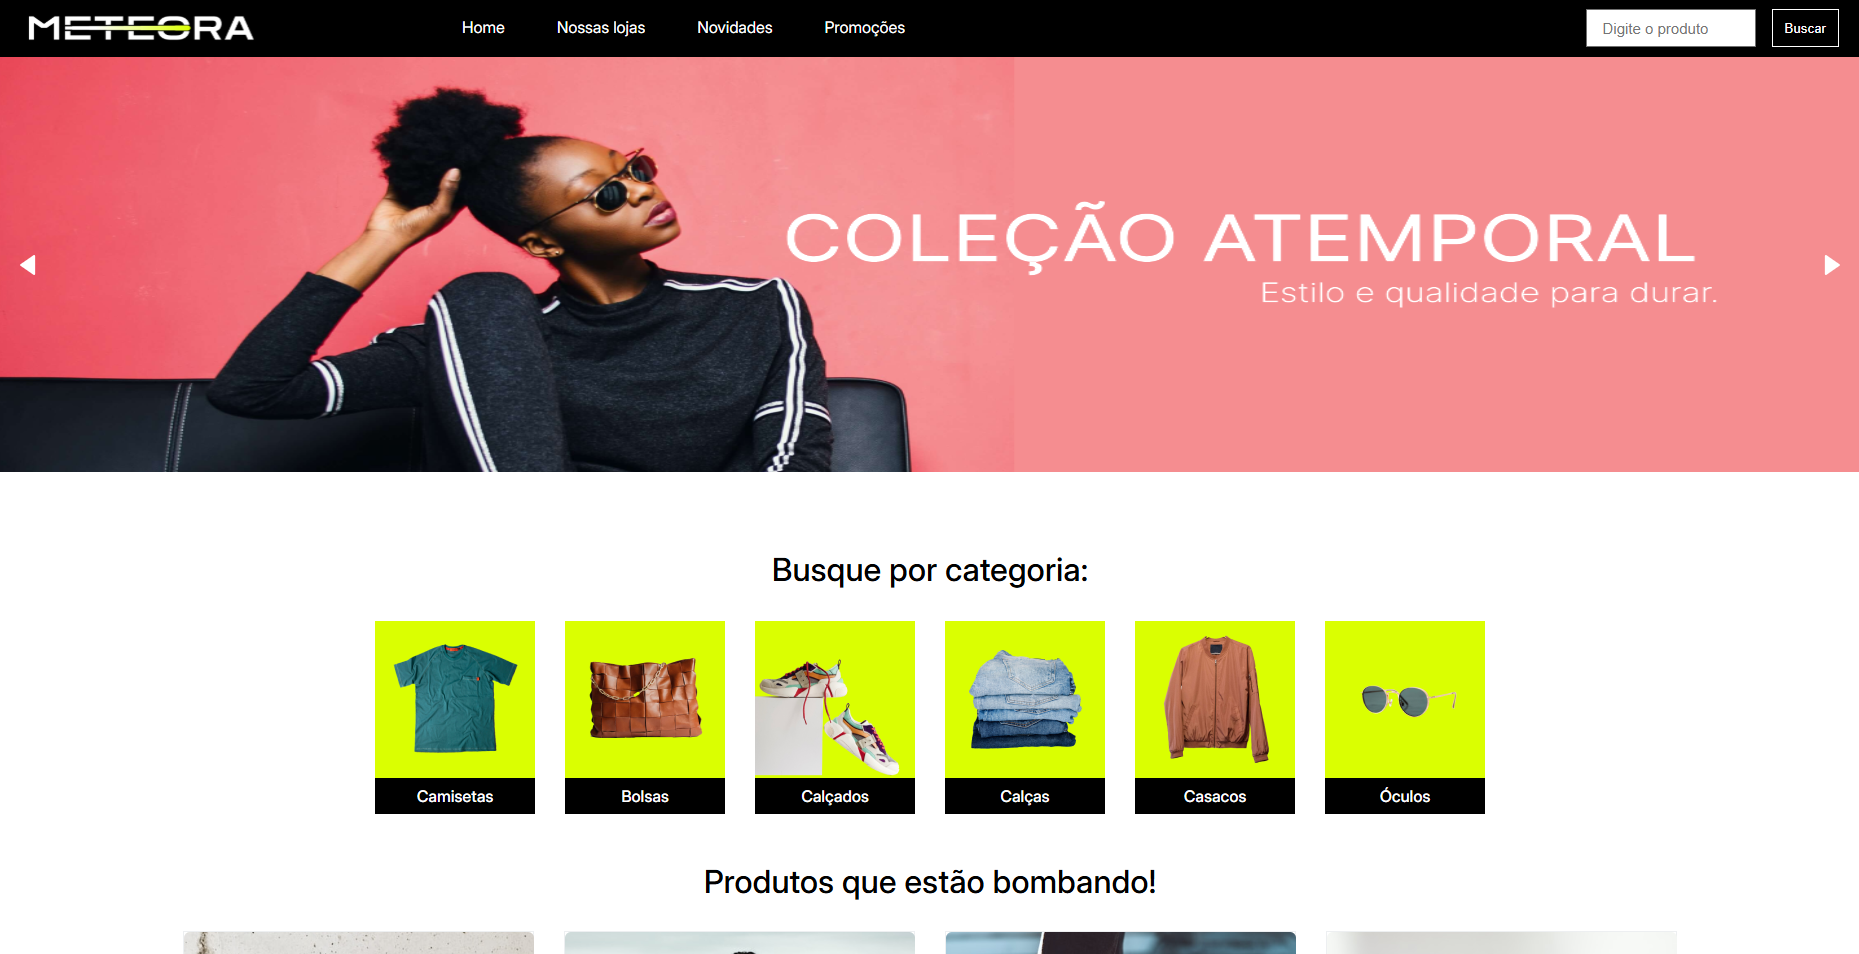 METEORA
Home
Nossas lojas
Novidades
Promoções
Digite o produto
Buscar
COLEÇÃO ATEMPORAL
Estilo e qualidade para durar.
Busque por categoria:
Camisetas
Bolsas
Calçados
Calças
Casacos
Óculos
Produtos que estão bombando!